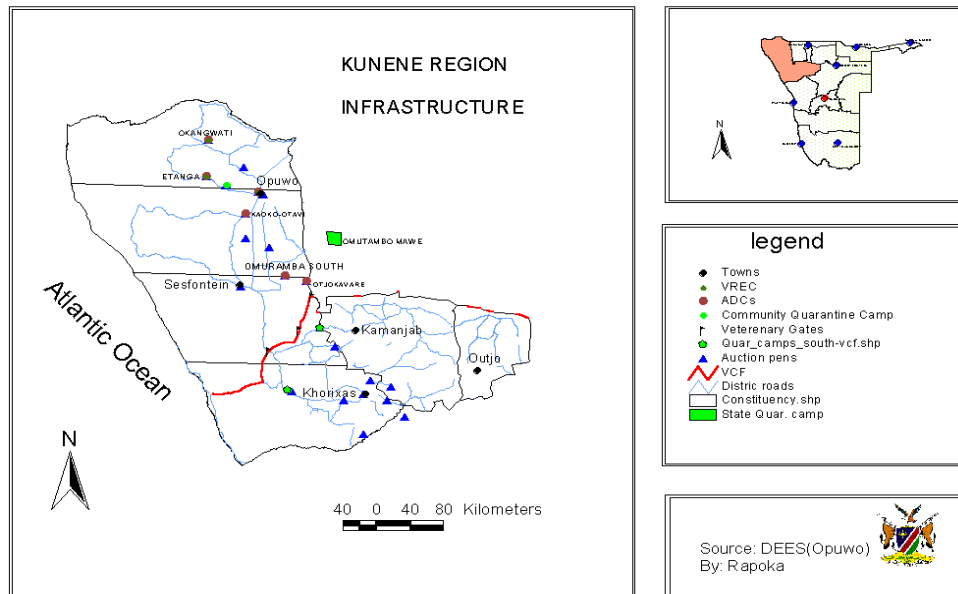 KUNENE REGION
INFRASTRUCTURE
OKANGWATI
ETANGA
Opuwo
KAOKO-OTAVI
OMUTAMBO MAWE
OMURAMBA SOUTH
OTJOKAVARE
Sesfontein
Atlantic Ocean
Kamanjab
Outjo
Khorixas
N
40 0 40 80 Kilometers
N
legend
Towns
VREC
ADCs
Community Quarantine Camp
Veterenary Gates
Quar_camps_south-vcf.shp
Auction pens
VCF
Distric roads
Constituency.shp
State Quar. camp
Source: DEES(Opuwo)
By: Rapoka